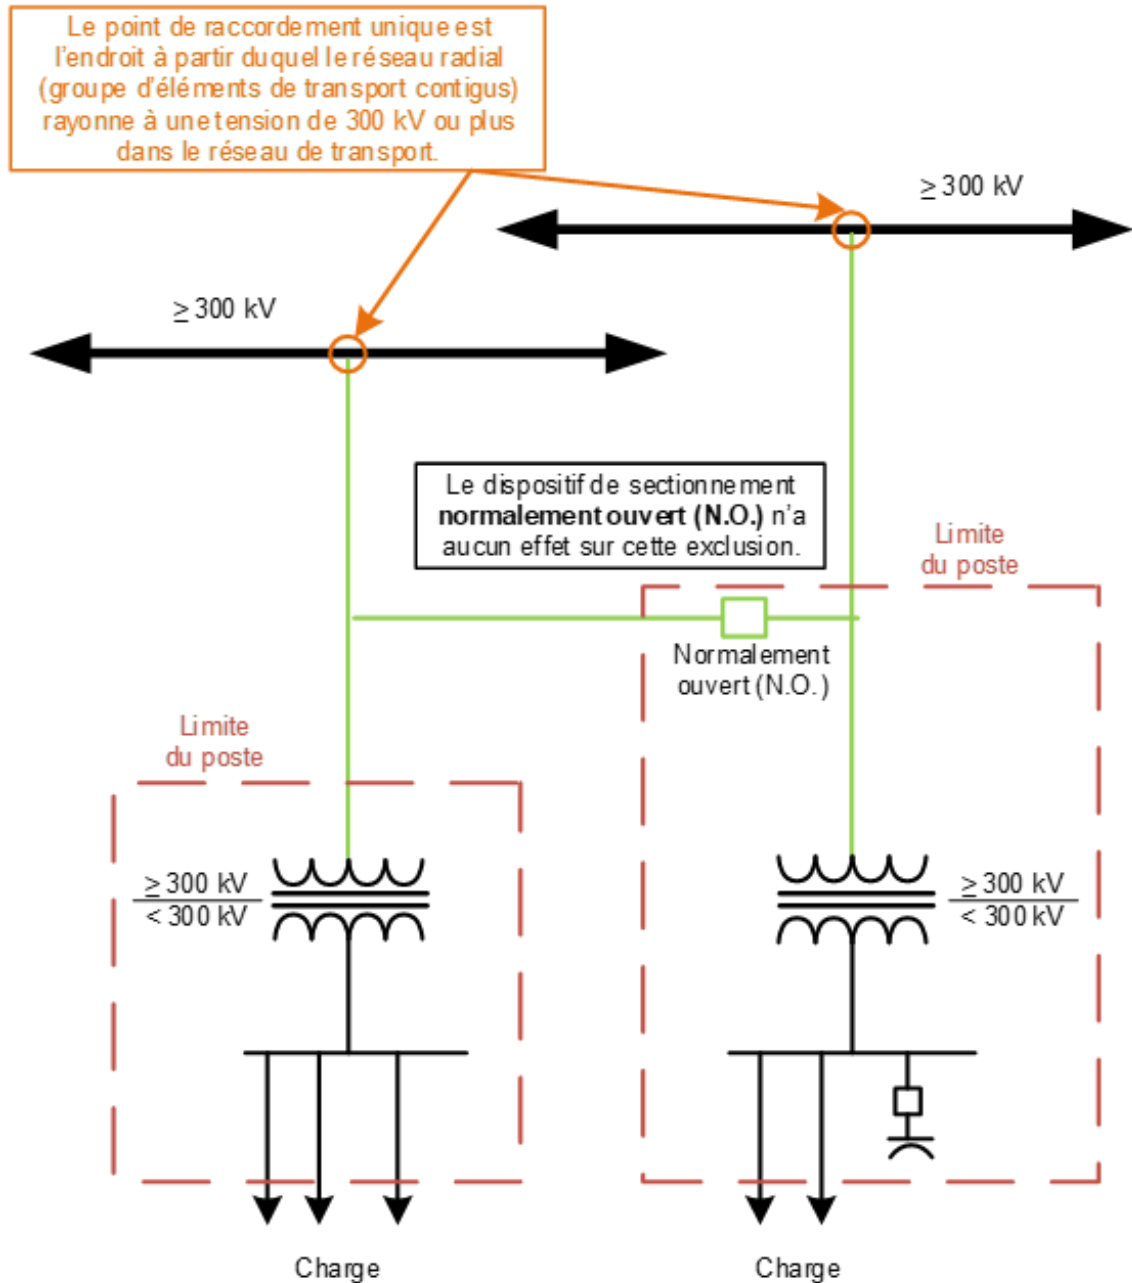 Le point de raccordement unique est
l'endroit à partir duquel le réseau radial
(groupe d'éléments de transport contigus)
rayonne à une tension de 300 kV ou plus
dans le réseau de transport.
≥ 300 kV
≥ 300 kV
Le dispositif de sectionnement
normalement ouvert (N.O.) n'a
aucun effet sur cette exclusion.
Limite
du poste
Normalement
ouvert (N.O.)
Limite
du poste
≥ 300 kV
< 300 kV
≥ 300 kV
< 300 kV
Charge
Charge